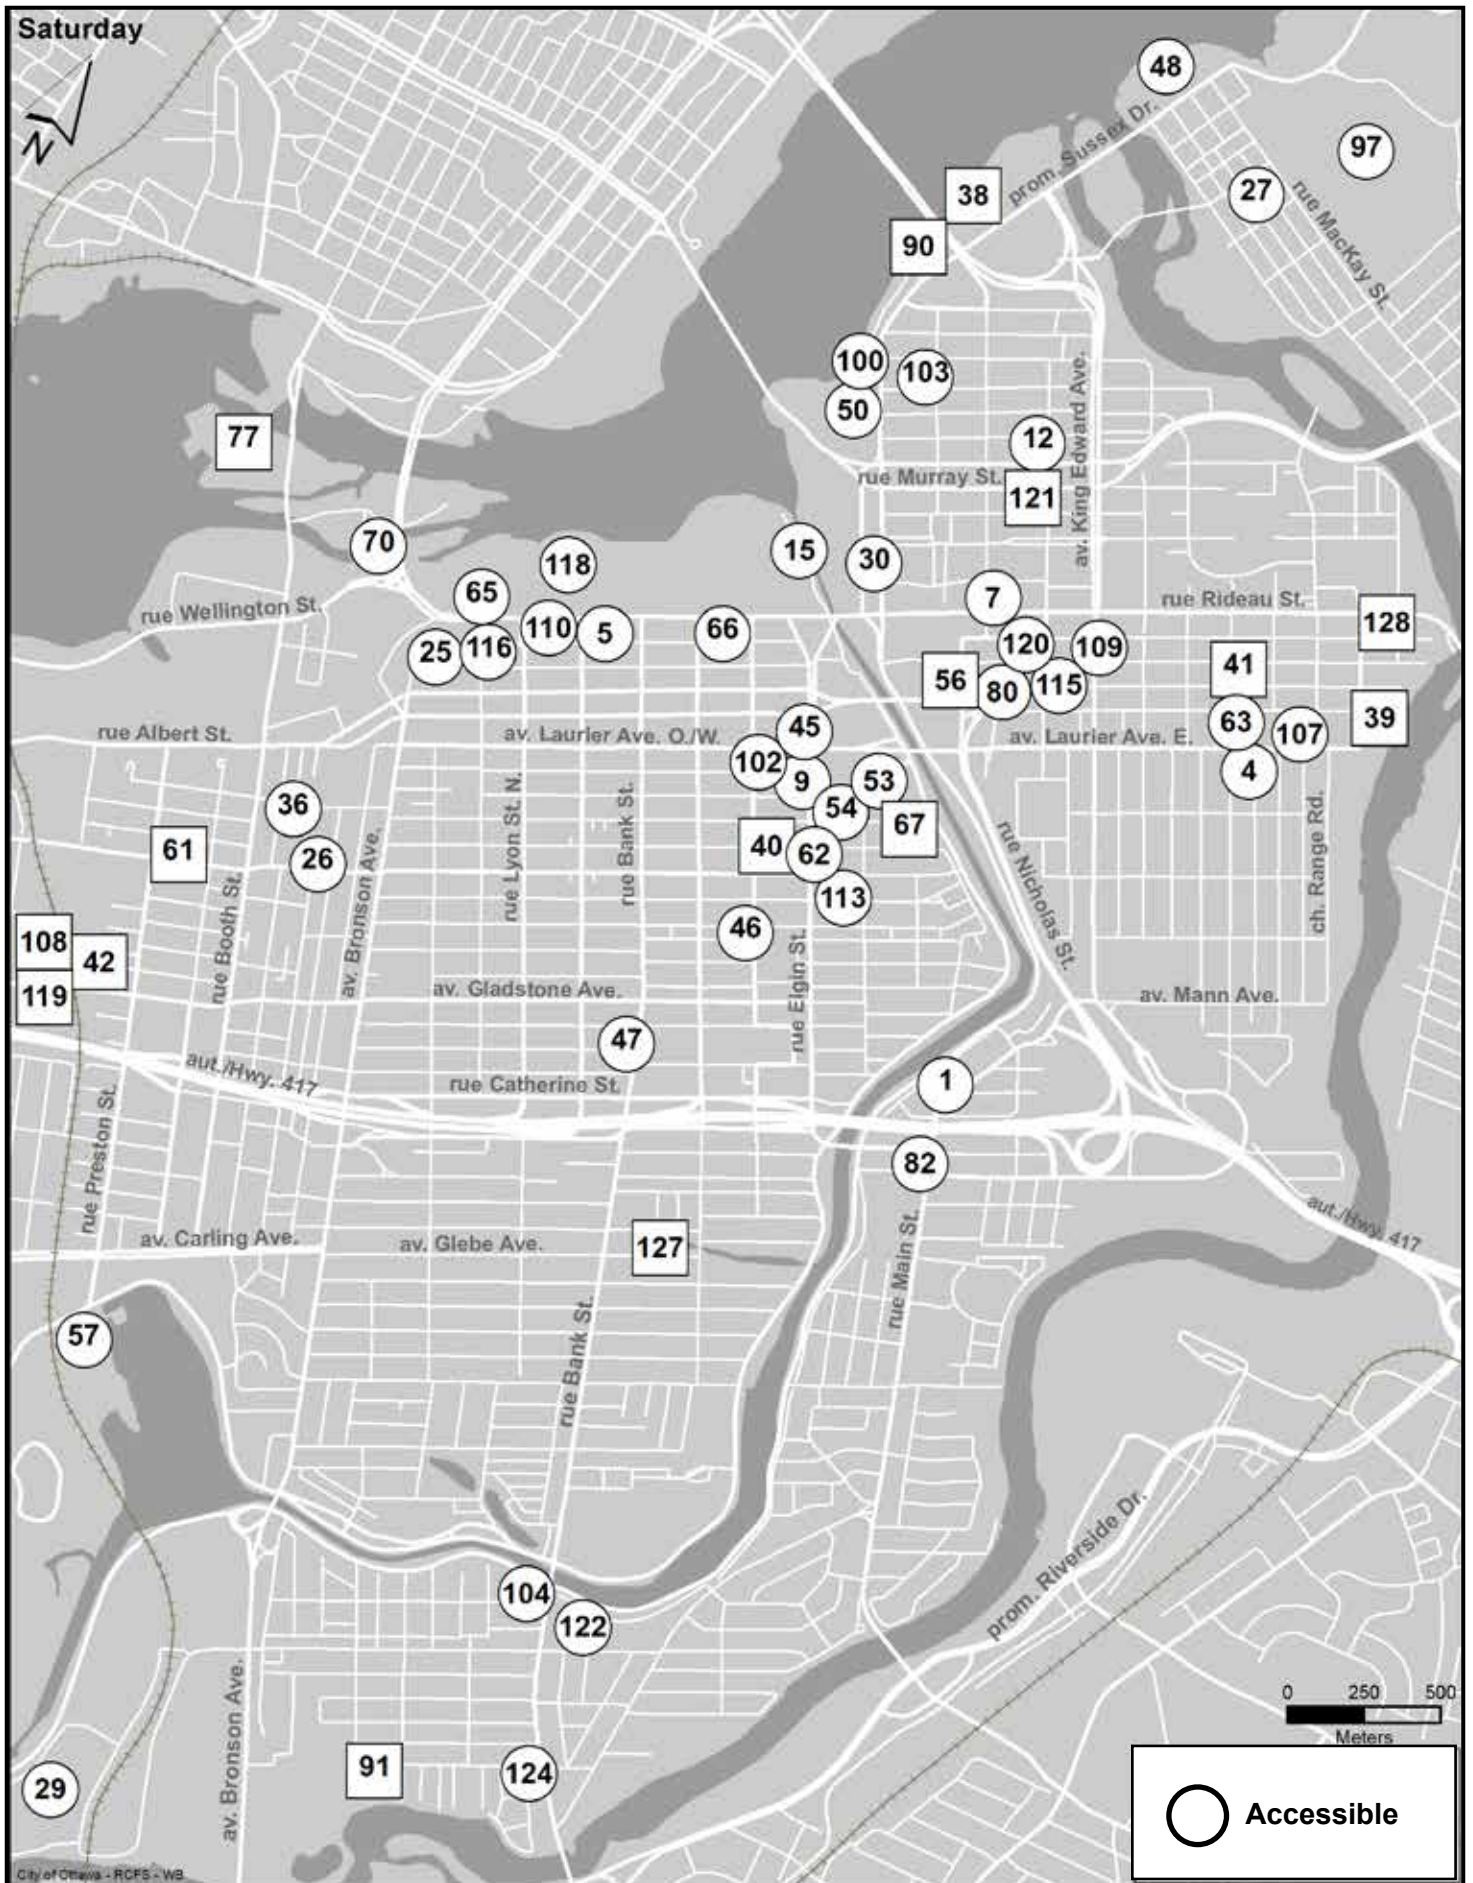 Saturday
N
48
prom. Sussex Dr.
97
27
38
rue MacKay St.
90
100
103
50
77
12
av. King Edward Ave.
rue Murray St.
121
70
15
30
118
65
7
rue Wellington St.
rue Rideau St.
110
5
66
128
25
116
120
109
56
80
115
41
rue Albert St.
av. Laurier Ave. O./W.
45
av. Laurier Ave. E.
63
107
39
102
9
53
4
36
rue Lyon St. N.
rue Bank St.
54
67
61
26
40
62
rue Nicholas St.
ch. Range Rd.
rue Booth St.
av. Bronson Ave.
113
108
42
46
rue Elgin St.
119
av. Gladstone Ave.
av. Mann Ave.
47
aut./Hwy. 417
rue Catherine St.
1
rue Preston St.
82
aut./Hwy. 417
av. Carling Ave.
av. Glebe Ave.
127
rue Main St.
57
rue Bank St.
prom. Riverside Dr.
104
122
av. Bronson Ave.
0 250 500
Meters
91
124
29
Accessible
City of Ottawa - RCFS - WB